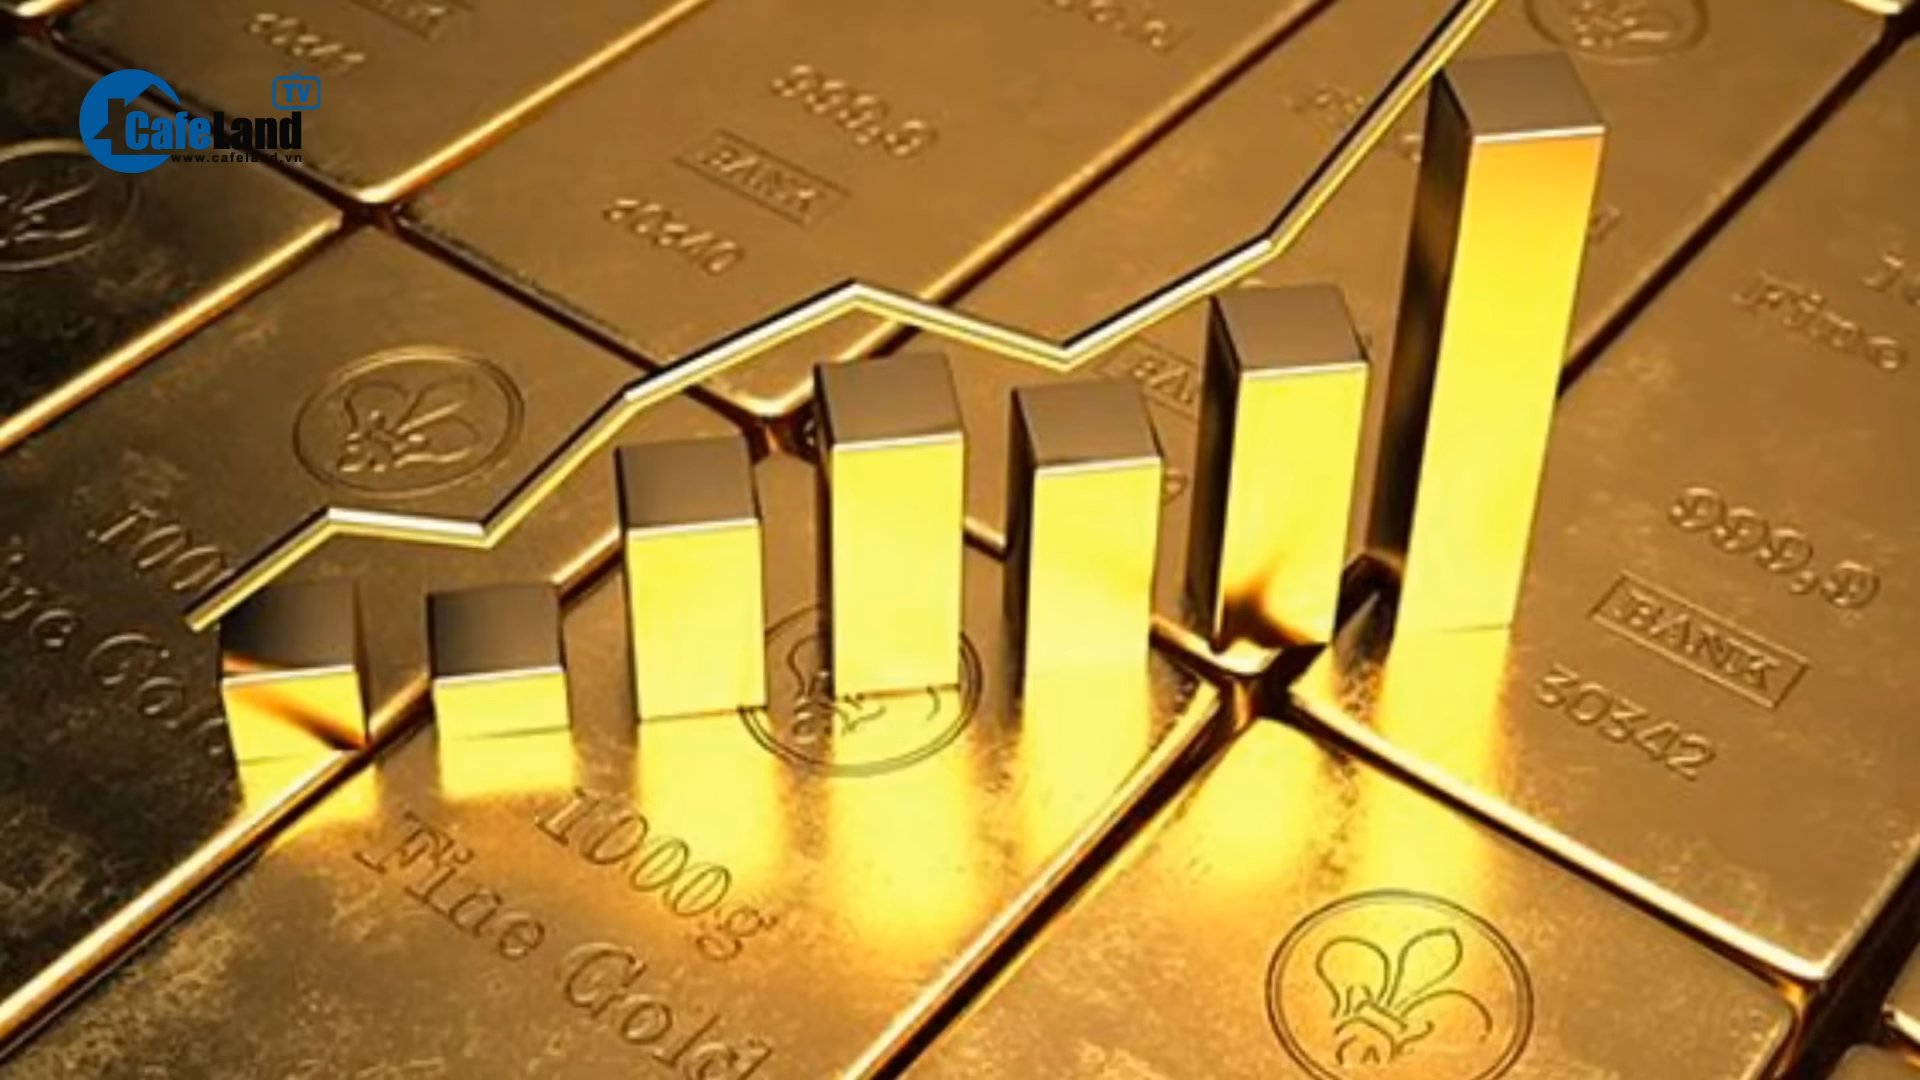 TV
CafeLand
www.cafeland.vn
999,9
BANK
30340
1000g
Fine Gold
999,9
BANK
30342
Fine